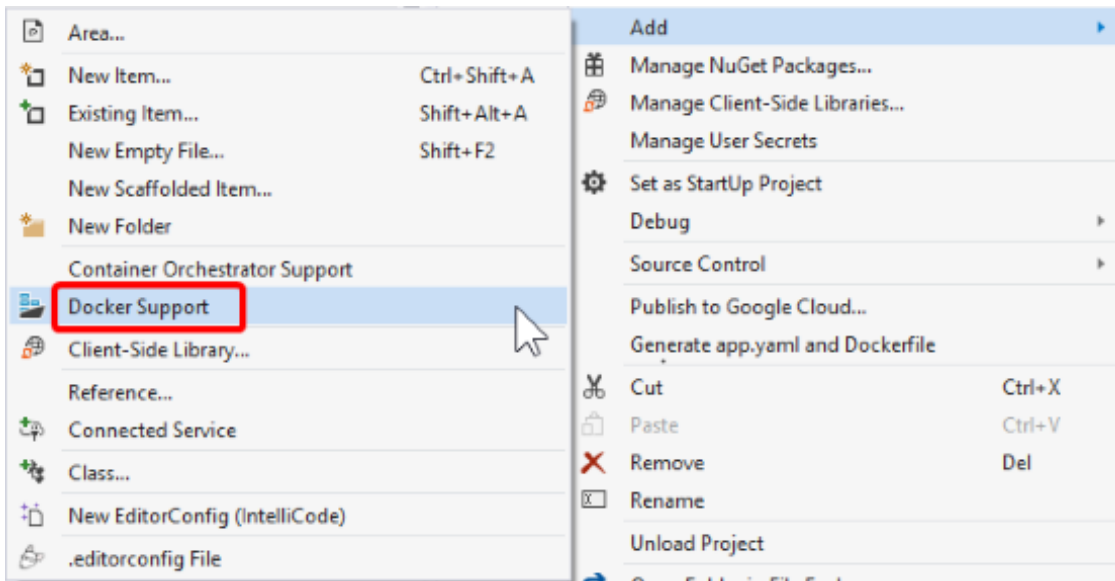 Area...
New Item... Ctrl+Shift+A
Existing Item... Shift+Alt+A
New Empty File... Shift+F2
New Scaffolded Item...
New Folder
Container Orchestrator Support
Docker Support
Client-Side Library...
Reference...
Connected Service
Class...
New EditorConfig (IntelliCode)
.editorconfig File
Add
Manage NuGet Packages...
Manage Client-Side Libraries...
Manage User Secrets
Set as StartUp Project
Debug
Source Control
Publish to Google Cloud...
Generate app.yaml and Dockerfile
Cut Ctrl+X
Paste Ctrl+V
Remove Del
Rename
Unload Project